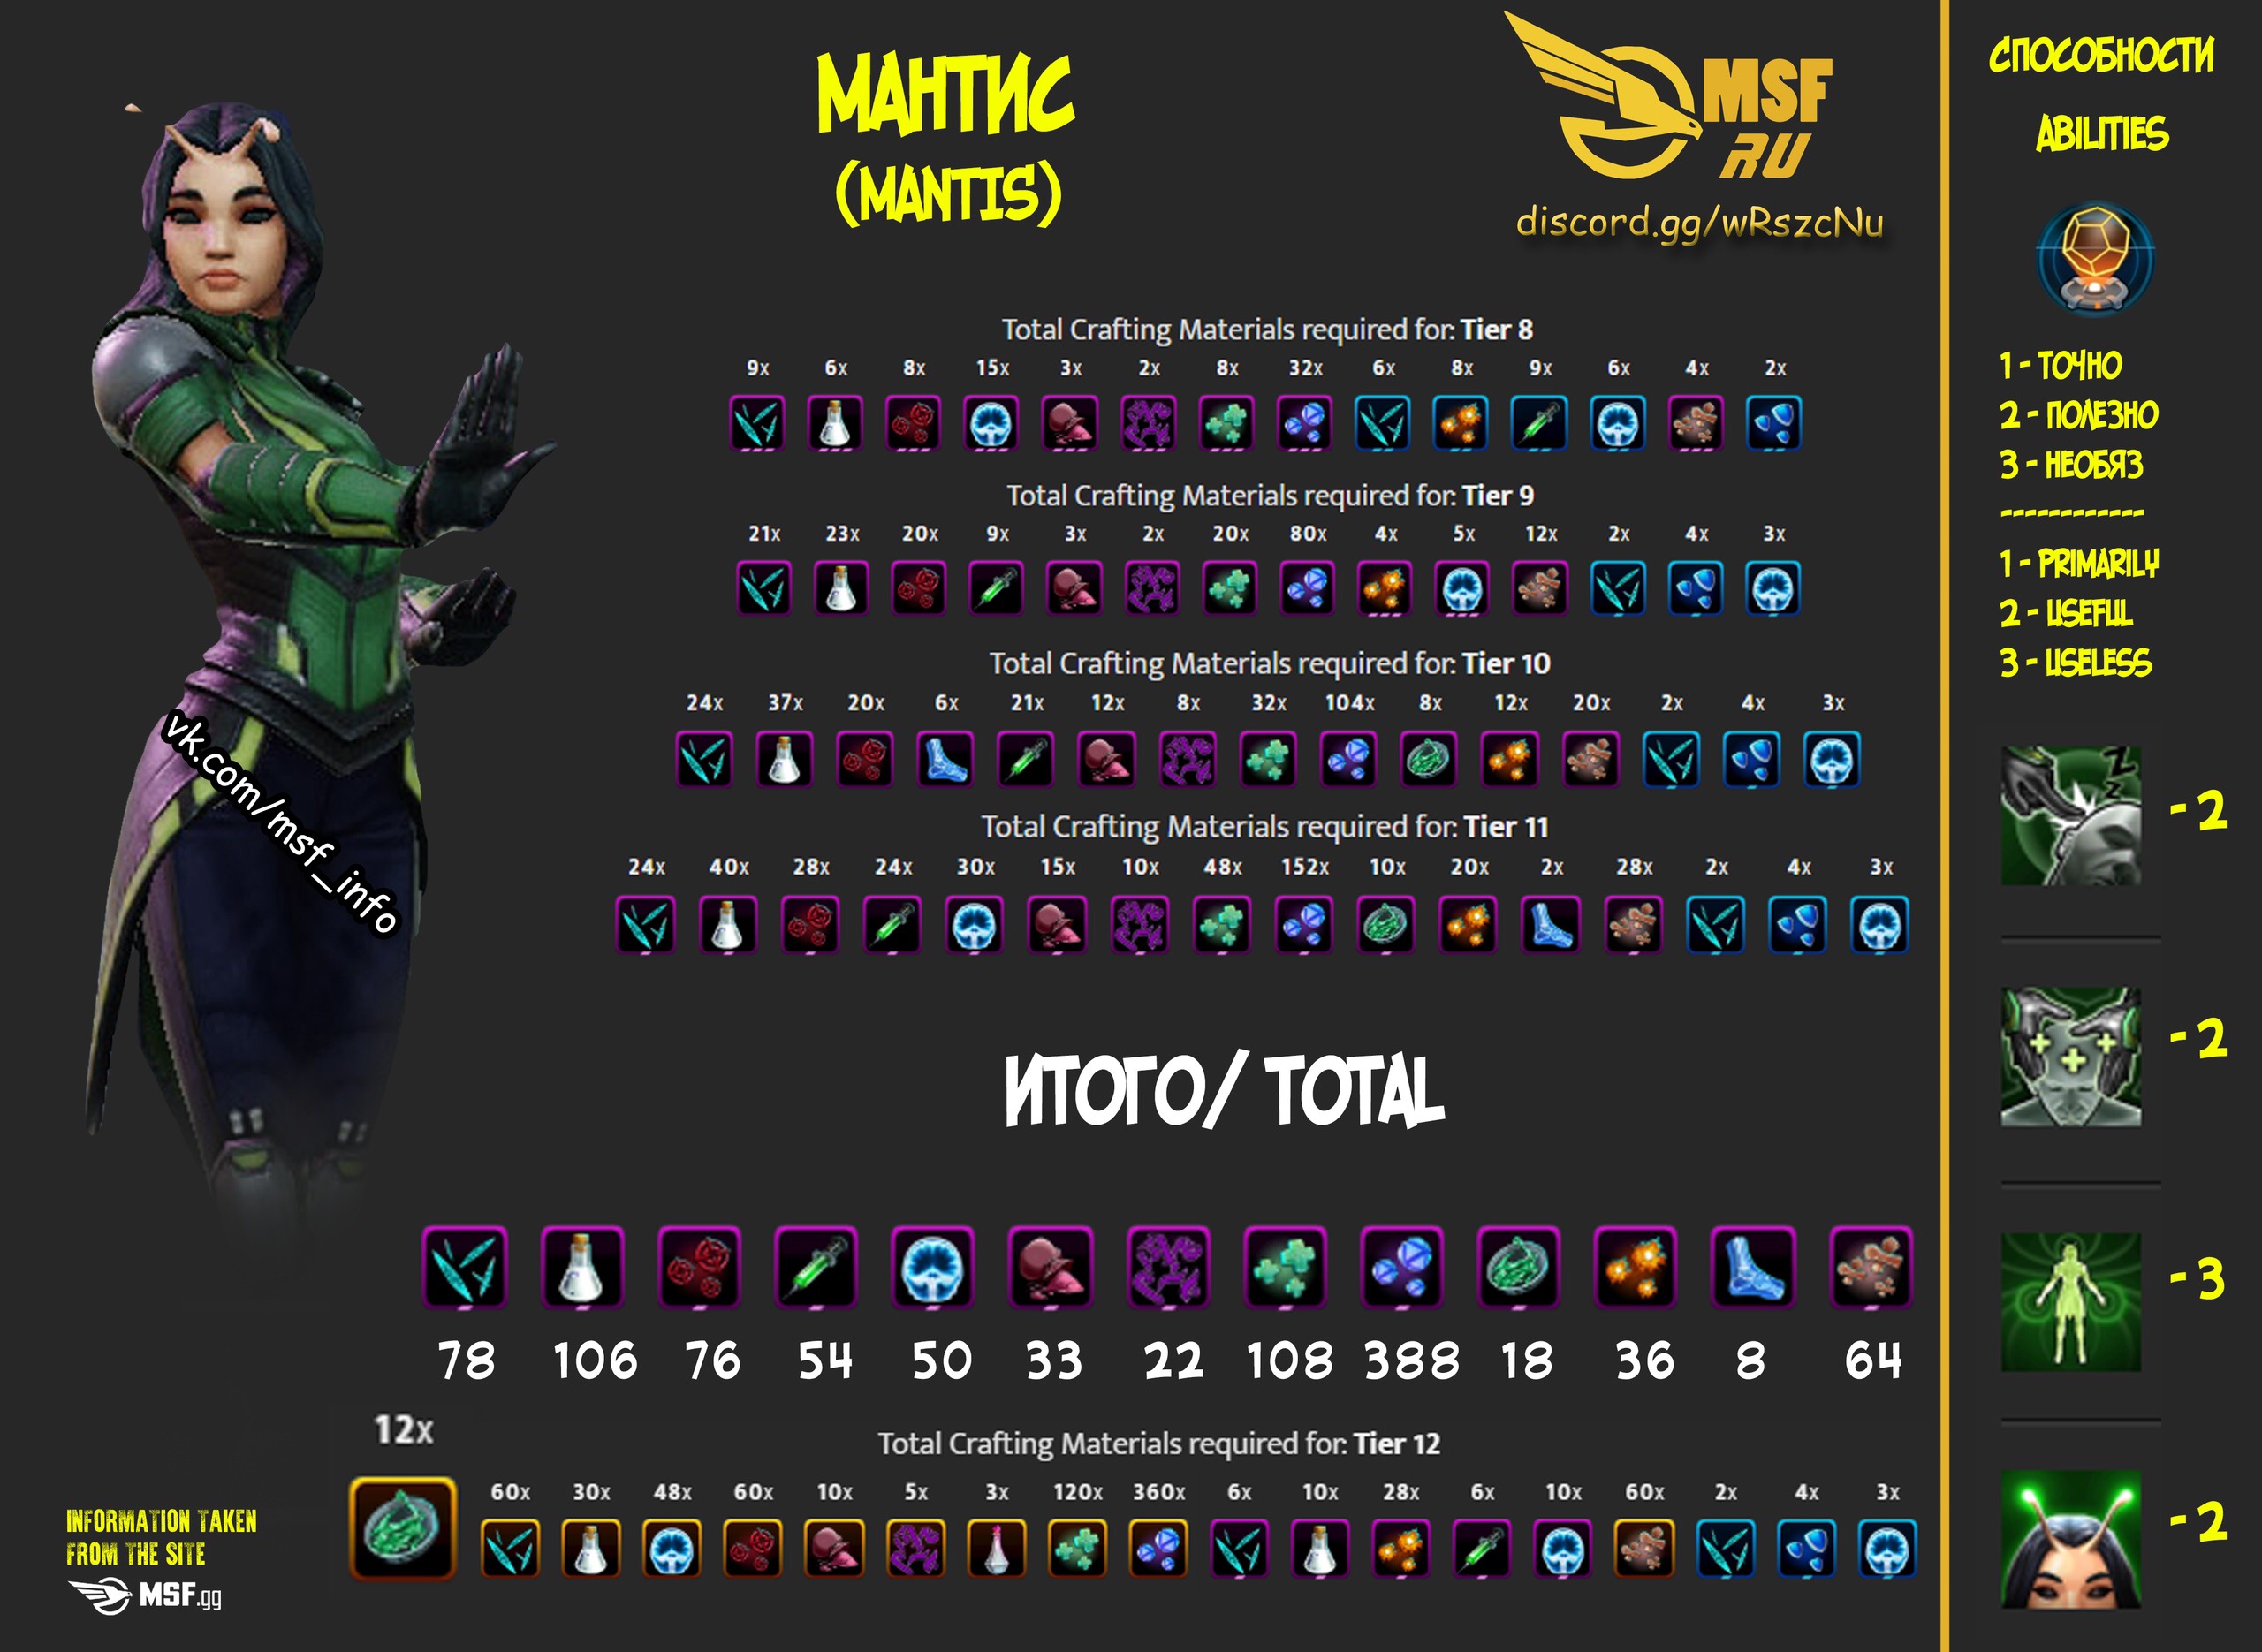 МАНТИС
(MANTIS)
MSF
RU
discord.gg/wRszcNu
Total Crafting Materials required for: Tier 8
9x 6x 8x 15x 3x 2x 8x 32x 6x 8x 9x 6x 4x 2x
Total Crafting Materials required for: Tier 9
21x 23x 20x 9x 3x 2x 20x 80x 4x 5x 12x 2x 4x 3x
Total Crafting Materials required for: Tier 10
24x 37x 20x 6x 21x 12x 8x 32x 104x 8x 12x 20x 2x 4x 3x
Total Crafting Materials required for: Tier 11
24x 40x 28x 24x 30x 15x 10x 48x 152x 10x 20x 2x 28x 2x 4x 3x
vk.com/msf_info
ИТОГО/ TOTAL
78 106 76 54 50 33 22 108 388 18 36 8 64
12x
Total Crafting Materials required for: Tier 12
60x 30x 48x 60x 10x 5x 3x 120x 360x 6x 10x 28x 6x 10x 60x 2x 4x 3x
INFORMATION TAKEN
FROM THE SITE
MSF.gg
СПОСОБНОСТИ
ABILITIES
1 - ТОЧНО
2 - ПОЛЕЗНО
3 - НЕОБЯЗ
------------
1 - PRIMARILY
2 - USEFUL
3 - USELESS
Z
Z
- 2
- 2
- 3
- 2